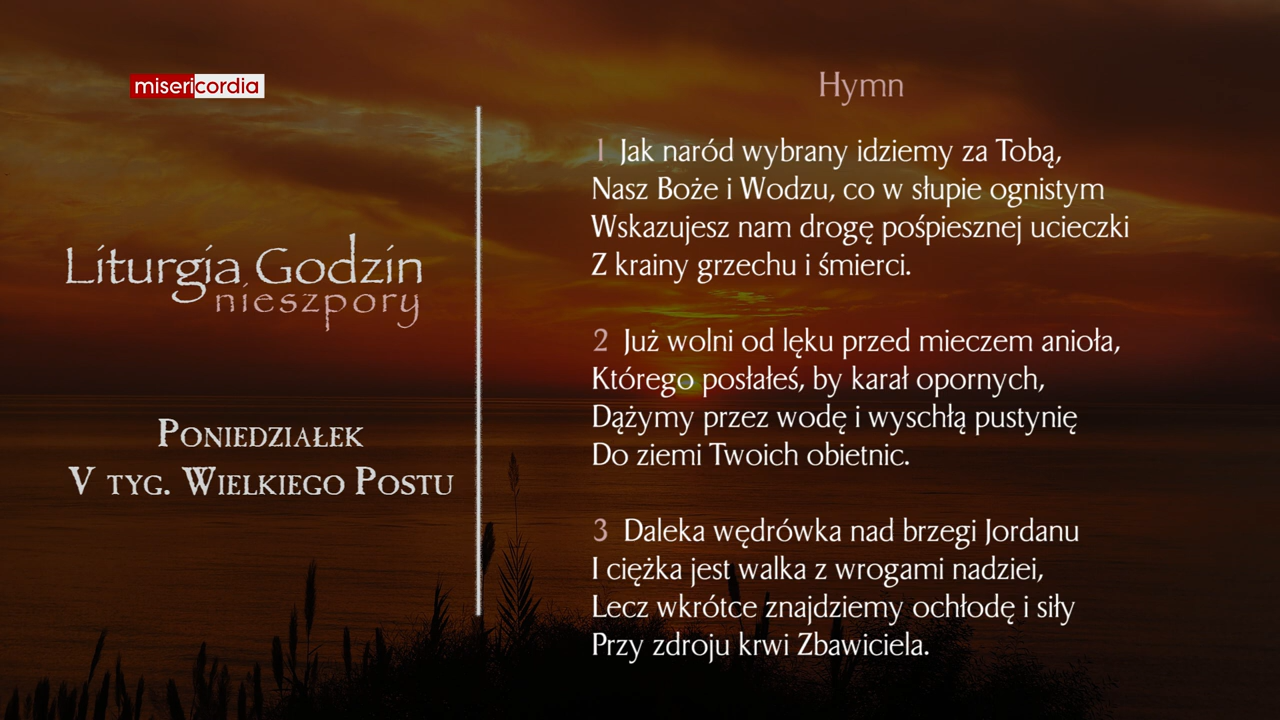 misericordia
Liturgia Godzin
nieszpory
Poniedziałek
V tyg. Wielkiego Postu
Hymn
1 Jak naród wybrany idziemy za Tobą,
Nasz Boże i Wodzu, co w słupie ognistym
Wskazujesz nam drogę pośpiesznej ucieczki
Z krainy grzechu i śmierci.
2 Już wolni od lęku przed mieczem anioła,
Którego posłałeś, by karał opornych,
Dążymy przez wodę i wyschłą pustynię
Do ziemi Twoich obietnic.
3 Daleka wędrówka nad brzegi Jordanu
I ciężka jest walka z wrogami nadziei,
Lecz wkrótce znajdziemy ochłodę i siły
Przy zdroju krwi Zbawiciela.